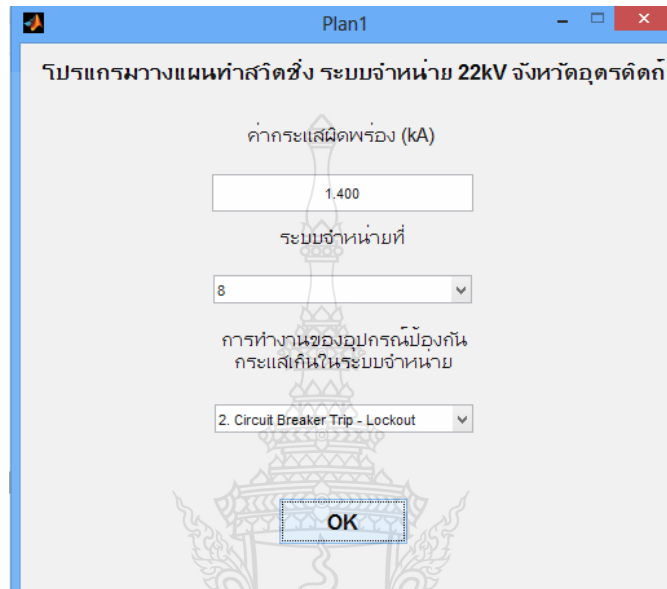 Plan1
โปรแกรมวางแผนทำสวิตชิ่ง ระบบจำหน่าย 22kV จังหวัดอุตรดิตถ์
ค่ากระแสผิดพร่อง (kA)
1.400
ระบบจำหน่ายที่
8
การทำงานของอุปกรณ์ป้องกัน
กระแสเกินในระบบจำหน่าย
2. Circuit Breaker Trip - Lockout
OK